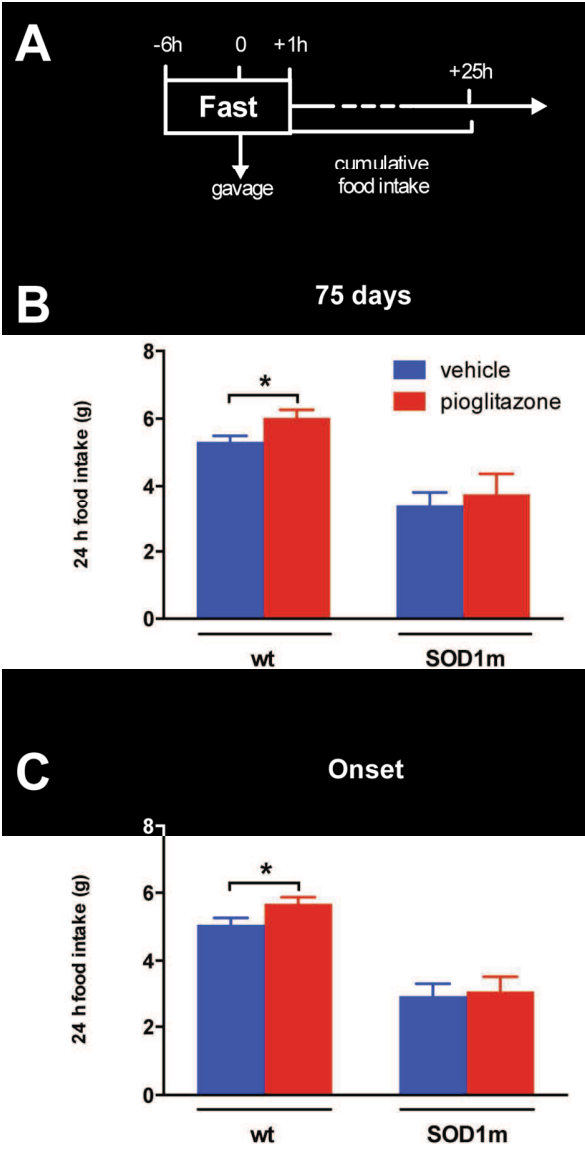 A
-6h 0 +1h
+25h
Fast
cumulative
food intake
gavage
B
75 days
8
6
4
2
0
24 h food intake (g)
*
vehicle
pioglitazone
wt SOD1m
C
Onset
8
6
4
2
0
24 h food intake (g)
*
wt SOD1m